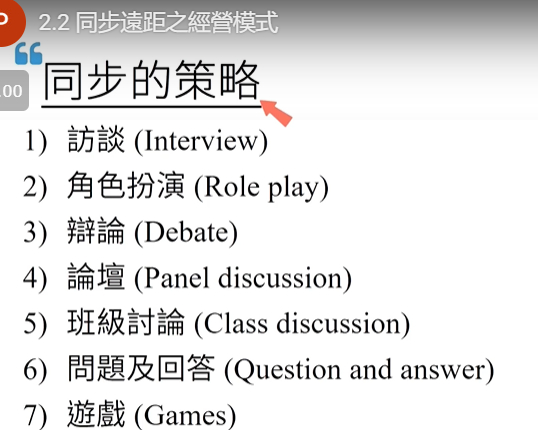 P
2.2 同步遠距之經營模式
同步的策略
.00
1) 訪談 (Interview)
2) 角色扮演 (Role play)
3) 辯論 (Debate)
4) 論壇 (Panel discussion)
5) 班級討論 (Class discussion)
6) 問題及回答 (Question and answer)
7) 遊戲 (Games)